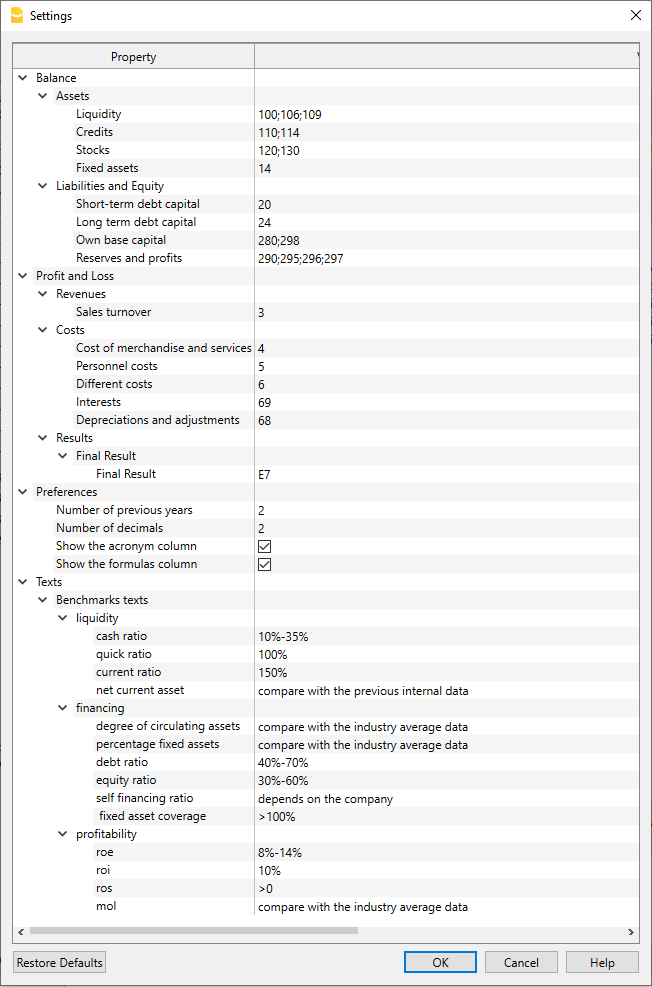 Settings
Property
Balance
Assets
Liquidity 100;106;109
Credits 110;114
Stocks 120;130
Fixed assets 14
Liabilities and Equity
Short-term debt capital 20
Long term debt capital 24
Own base capital 280;298
Reserves and profits 290;295;296;297
Profit and Loss
Revenues
Sales turnover 3
Costs
Cost of merchandise and services 4
Personnel costs 5
Different costs 6
Interests 69
Depreciations and adjustments 68
Results
Final Result
Final Result E7
Preferences
Number of previous years 2
Number of decimals 2
Show the acronym column
Show the formulas column
Texts
Benchmarks texts
liquidity
cash ratio 10%-35%
quick ratio 100%
current ratio 150%
net current asset compare with the previous internal data
financing
degree of circulating assets compare with the industry average data
percentage fixed assets compare with the industry average data
debt ratio 40%-70%
equity ratio 30%-60%
self financing ratio depends on the company
fixed asset coverage >100%
profitability
roe 8%-14%
roi 10%
ros >0
mol compare with the industry average data
Restore Defaults OK Cancel Help